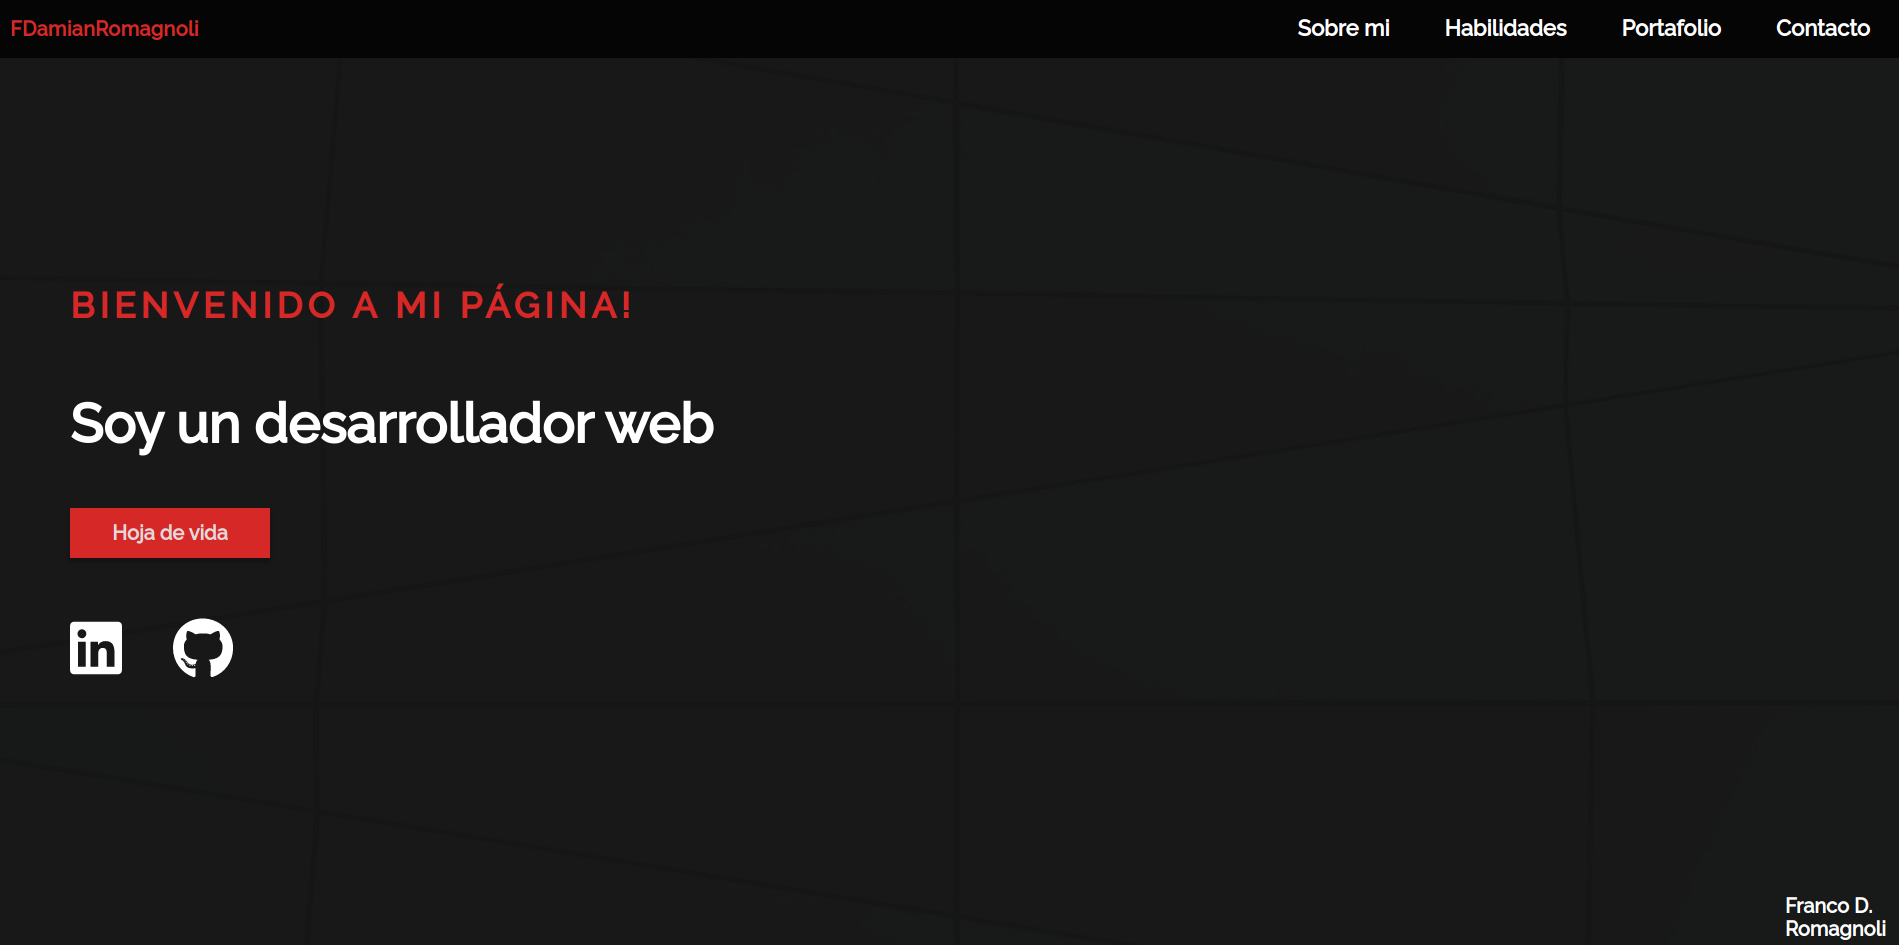 FDamianRomagnoli
Sobre mi
Habilidades
Portafolio
Contacto
BIENVENIDO A MI PÁGINA!
Soy un desarrollador web
Hoja de vida
in
Franco D.
Romagnoli